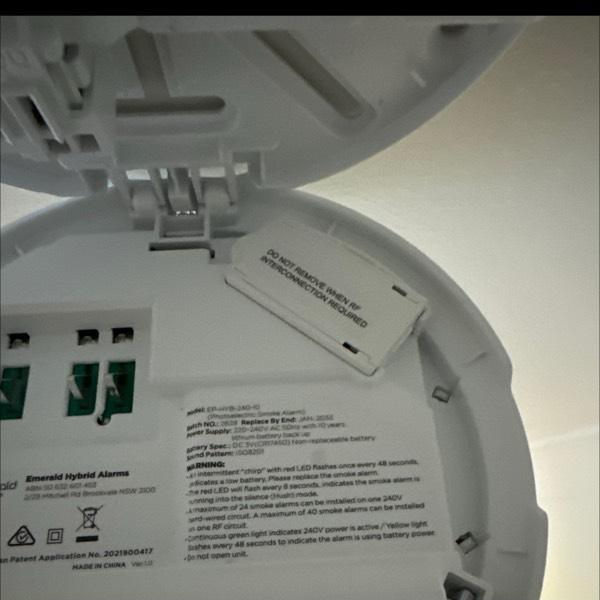 DO NOT REMOVE WHEN RF
INTERCONNECTION REQUIRED
Model: EP-HYB-240-10
(Photoelectric Smoke Alarm)
Batch NO.: 2828 Replace By End: JAN. 2035
Power Supply: 220-240V AC 50Hz with 10 years
lithium battery back up
Battery Spec.: DC 3V(CR17450) Non-replaceable battery
Sound Pattern: ISO8201
WARNING:
intermittent "chirp" with red LED flashes once every 48 seconds,
indicates a low battery, Please replace the smoke alarm.
he red LED will flash every 8 seconds, indicates the smoke alarm is
running into the silence (Hush) mode.
A maximum of 24 smoke alarms can be installed on one 240V
hard-wired circuit. A maximum of 40 smoke alarms can be installed
on one RF circuit.
Continuous green light indicates 240V power is active / Yellow light
flashes every 48 seconds to indicate the alarm is using battery power.
Do not open unit.
ald
Emerald Hybrid Alarms
ABN 50 632 601 453
2/28 Mitchell Rd Brookvale NSW 2100
an Patent Application No. 2021900417
MADE IN CHINA Ver:1.0